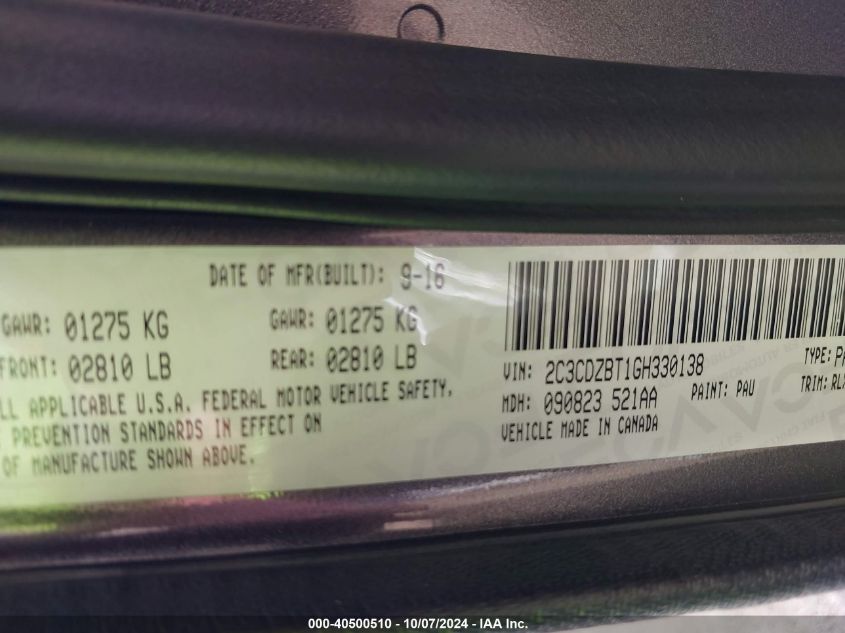 DATE OF MFR(BUILT): 9-16
GAWR: 01275 KG GAWR: 01275 KG
FRONT: 02810 LB REAR: 02810 LB
APPLICABLE U.S.A. FEDERAL MOTOR VEHICLE SAFETY,
PREVENTION STANDARDS IN EFFECT ON
OF MANUFACTURE SHOWN ABOVE.
VIN: 2C3CDZBT1GH330138 TYPE:
MDH: 090823 521AA PAINT: PAU TRIM:
VEHICLE MADE IN CANADA
000-40500510 - 10/07/2024 - IAA Inc.